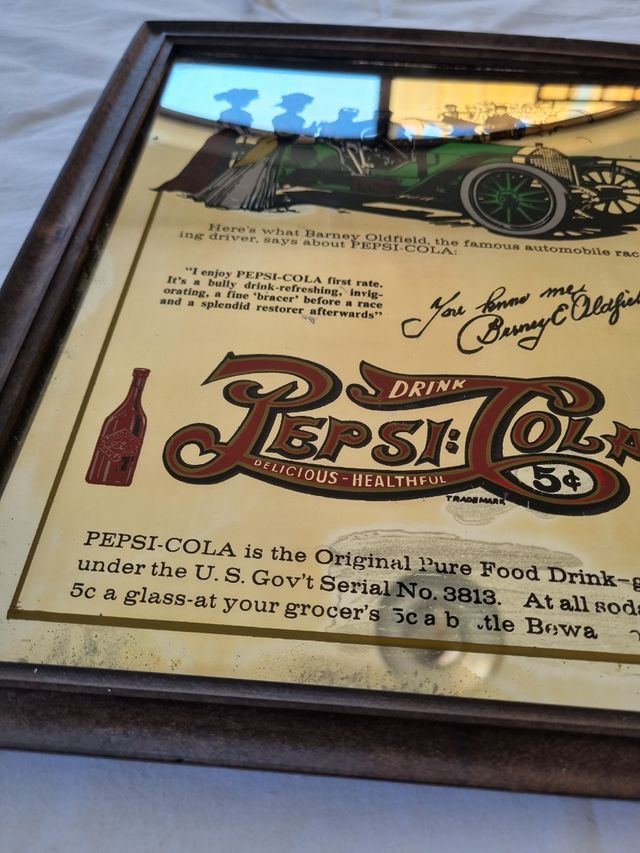 Here's what Barney Oldfield, the famous automobile rac
ing driver, says about PEPSI-COLA:
"I enjoy PEPSI-COLA first rate.
It's a bully drink-refreshing, invig-
orating, a fine 'bracer' before a race
and a splendid restorer afterwards"
You know me
Barney E Oldfiel
DRINK
PEPSI:COLA
DELICIOUS-HEALTHFUL
5¢
TRADEMARK
PEPSI-COLA is the Original Pure Food Drink-g
under the U. S. Gov't Serial No. 3813. At all soda
5c a glass-at your grocer's 5c a b tle Bewa